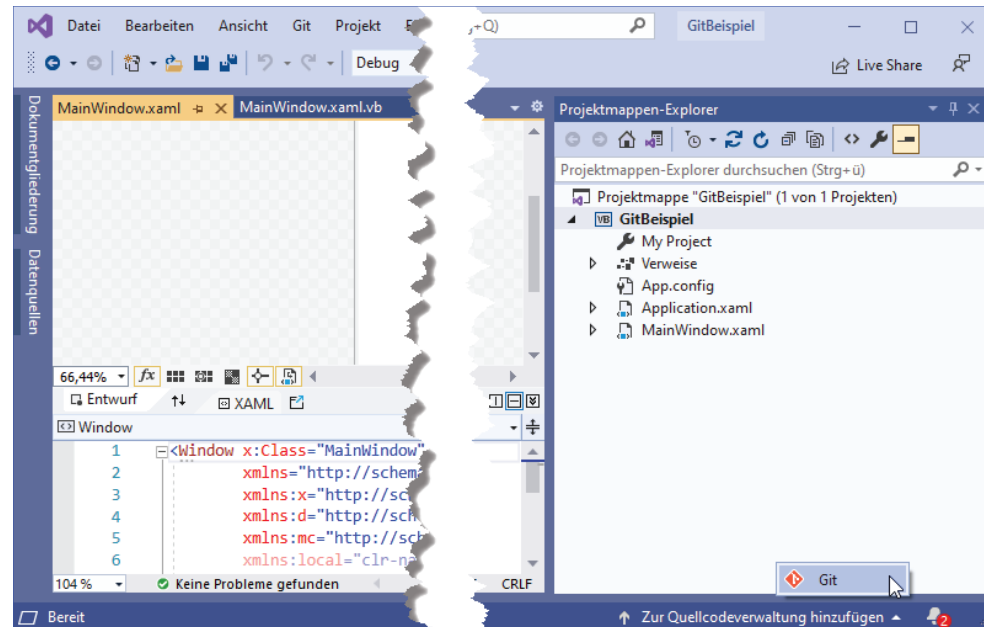 Datei Bearbeiten Ansicht Git Projekt +Q) GitBeispiel
Debug Live Share
Dokumentgliederung
Datenquellen
MainWindow.xaml MainWindow.xaml.vb
Projektmappen-Explorer
Projektmappen-Explorer durchsuchen (Strg+ü)
Projektmappe "GitBeispiel" (1 von 1 Projekten)
VB GitBeispiel
My Project
Verweise
App.config
Application.xaml
MainWindow.xaml
66,44% fx
Entwurf XAML
Window
1 <Window x:Class="MainWindow"
2 xmlns="http://schem
3 xmlns:x="http://sc
4 xmlns:d="http://sch
5 xmlns:mc="http://sch
6 xmlns:local="clr-na
104 % Keine Probleme gefunden CRLF
Git
Bereit Zur Quellcodeverwaltung hinzufügen 2